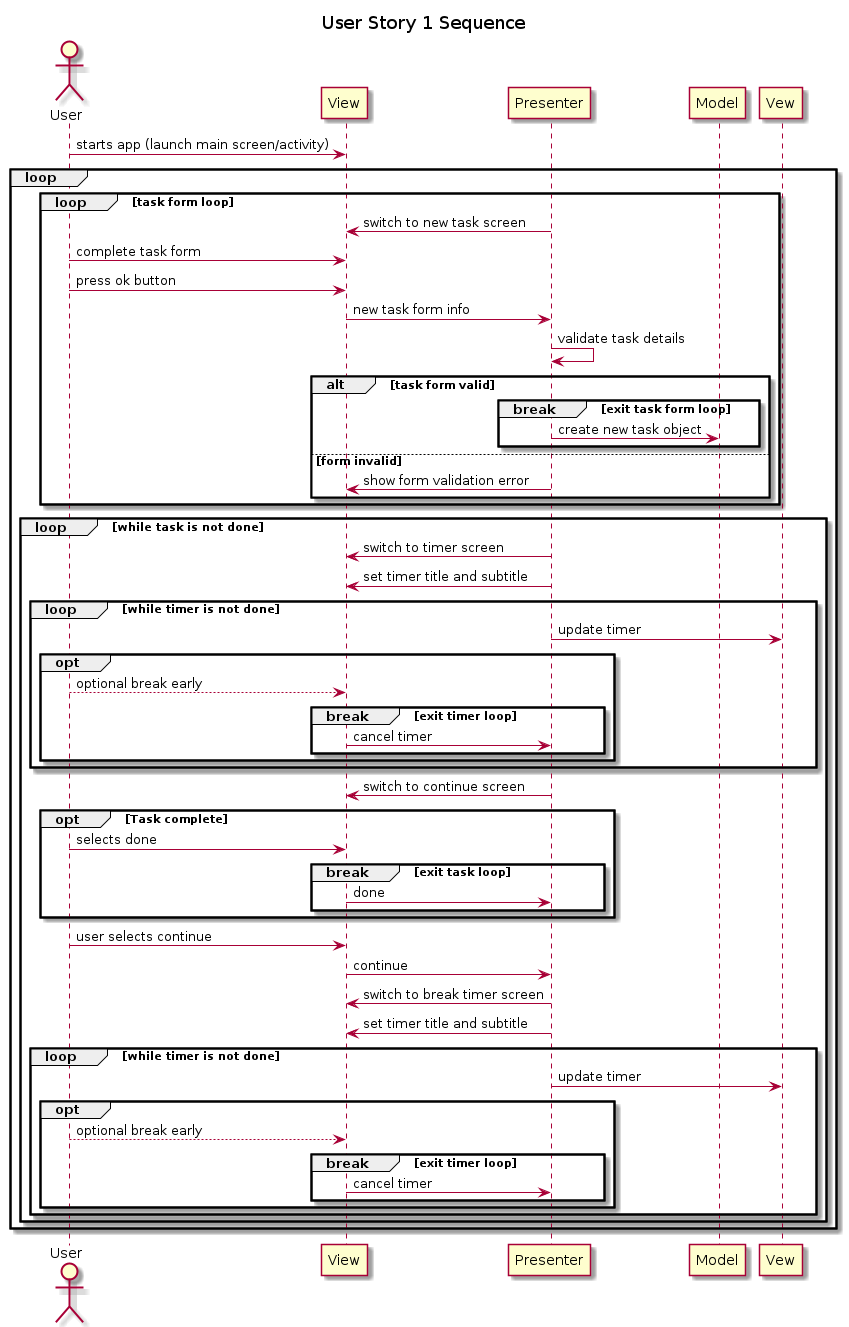 User Story 1 Sequence
User
View
Presenter
Model
Vew
starts app (launch main screen/activity)
loop
loop [task form loop]
switch to new task screen
complete task form
press ok button
new task form info
validate task details
alt [task form valid]
break [exit task form loop]
create new task object
[form invalid]
show form validation error
loop [while task is not done]
switch to timer screen
set timer title and subtitle
loop [while timer is not done]
update timer
opt
optional break early
break [exit timer loop]
cancel timer
switch to continue screen
opt [Task complete]
selects done
break [exit task loop]
done
user selects continue
continue
switch to break timer screen
set timer title and subtitle
loop [while timer is not done]
update timer
opt
optional break early
break [exit timer loop]
cancel timer
User
View
Presenter
Model
Vew